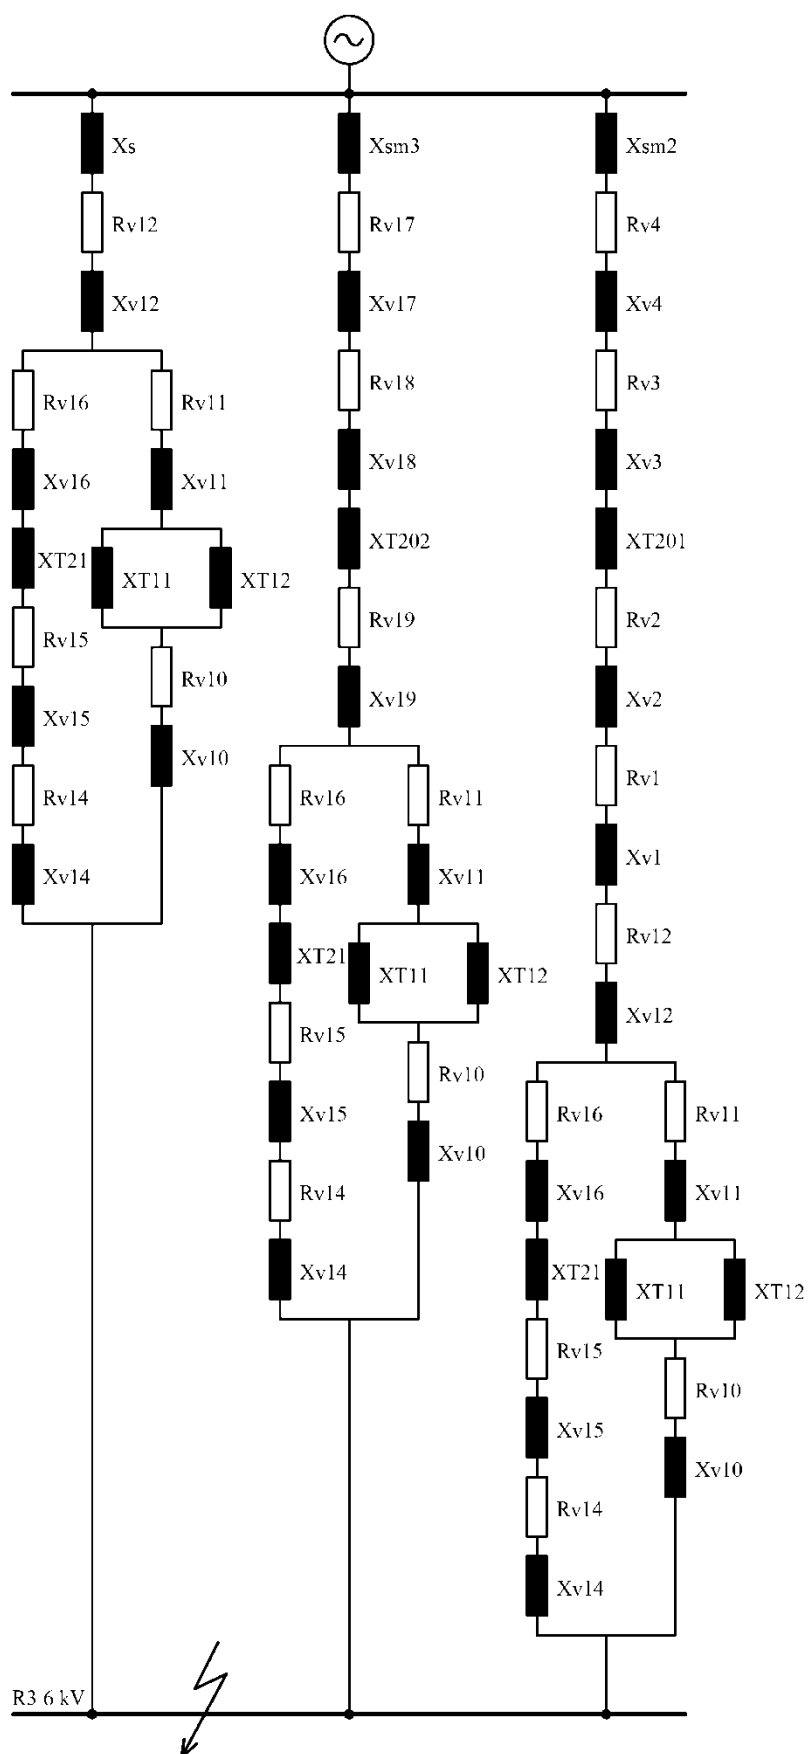 Xs
Xsm3
Xsm2
Rv12
Rv17
Rv4
Xv12
Xv17
Xv4
Rv16
Rv11
Rv18
Rv3
Xv16
Xv11
Xv18
Xv3
XT21
XT11
XT12
XT202
XT201
Rv15
Rv10
Rv19
Rv2
Xv15
Xv10
Xv19
Xv2
Rv14
Rv16
Rv11
Rv1
Xv14
Xv16
Xv11
Xv1
XT21
XT11
XT12
Rv12
Rv15
Rv10
Xv12
Xv15
Xv10
Rv16
Rv11
Rv14
Xv16
Xv11
Xv14
XT21
XT11
XT12
Rv15
Rv10
Xv15
Xv10
Rv14
Xv14
R3 6 kV